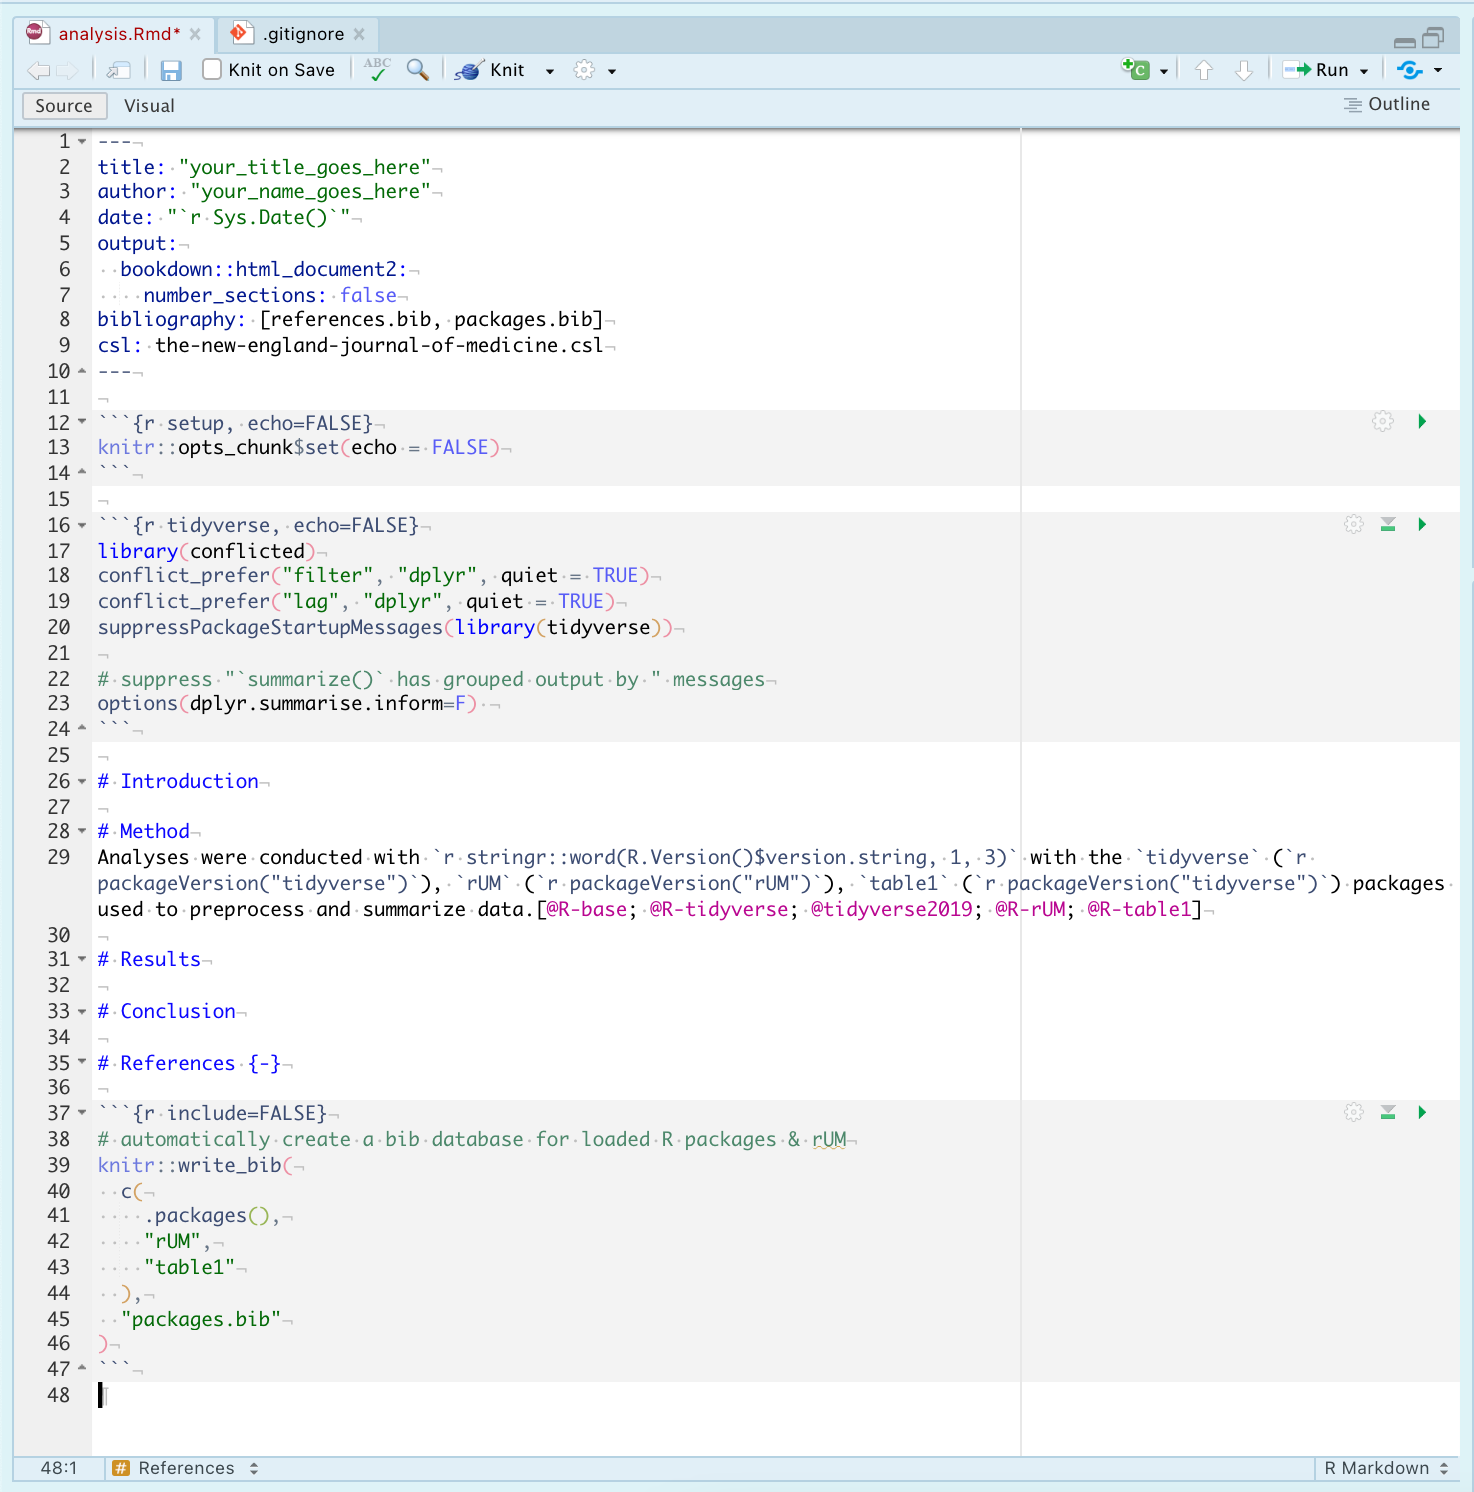 analysis.Rmd* × .gitignore ×
Knit on Save ABC Knit Run
Source Visual Outline
1 ---
2 title: "your_title_goes_here"
3 author: "your_name_goes_here"
4 date: "`r Sys.Date()`"
5 output:
6   bookdown::html_document2:
7     number_sections: false
8 bibliography: [references.bib, packages.bib]
9 csl: the-new-england-journal-of-medicine.csl
10 ---
11
12 ```{r setup, echo=FALSE}
13 knitr::opts_chunk$set(echo = FALSE)
14 ```
15
16 ```{r tidyverse, echo=FALSE}
17 library(conflicted)
18 conflict_prefer("filter", "dplyr", quiet = TRUE)
19 conflict_prefer("lag", "dplyr", quiet = TRUE)
20 suppressPackageStartupMessages(library(tidyverse))
21
22 # suppress "`summarize()` has grouped output by " messages
23 options(dplyr.summarise.inform=F)
24 ```
25
26 # Introduction
27
28 # Method
29 Analyses were conducted with `r stringr::word(R.Version()$version.string, 1, 3)` with the `tidyverse` (`r
packageVersion("tidyverse")`), `rUM` (`r packageVersion("rUM")`), `table1` (`r packageVersion("tidyverse")`) packages
used to preprocess and summarize data.[@R-base; @R-tidyverse; @tidyverse2019; @R-rUM; @R-table1]
30
31 # Results
32
33 # Conclusion
34
35 # References {-}
36
37 ```{r include=FALSE}
38 # automatically create a bib database for loaded R packages & rUM
39 knitr::write_bib(
40   c(
41     .packages(),
42     "rUM",
43     "table1"
44   ),
45   "packages.bib"
46 )
47 ```
48
48:1 # References R Markdown